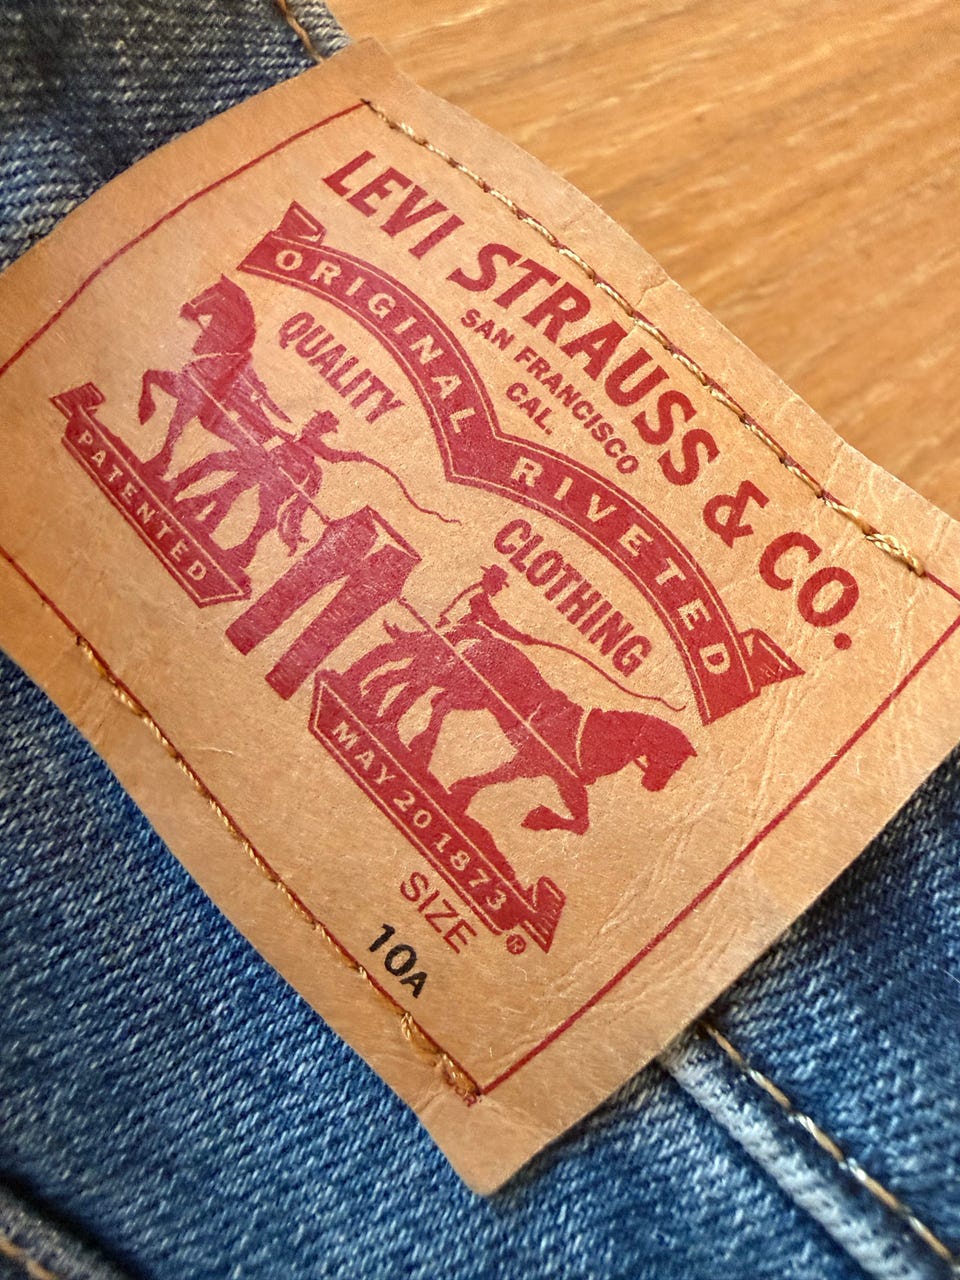 LEVI STRAUSS & CO.
SAN FRANCISCO
CAL.
ORIGINAL RIVETED
QUALITY CLOTHING
PATENTED
MAY 20 1873
®
SIZE
10A